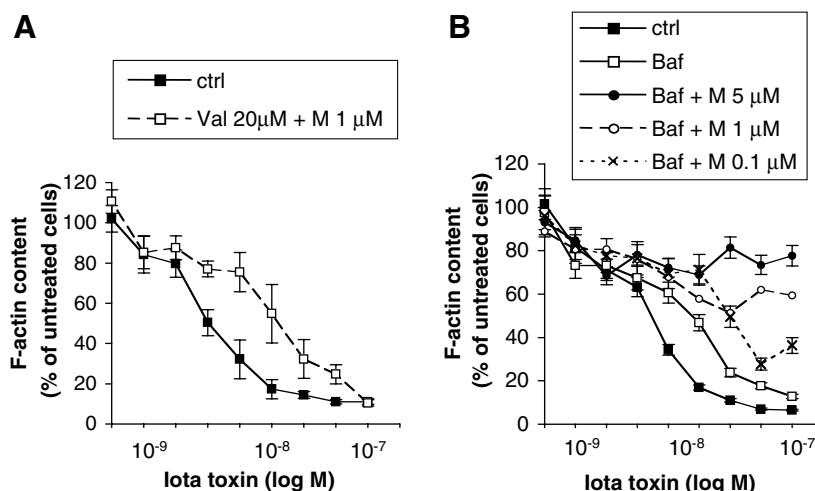 A
ctrl
Val 20μM + M 1 μM
F-actin content
(% of untreated cells)
120
100
80
60
40
20
0
10-9
10-8
10-7
Iota toxin (log M)
B
ctrl
Baf
Baf + M 5 μM
Baf + M 1 μM
Baf + M 0.1 μM
F-actin content
(% of untreated cells)
120
100
80
60
40
20
0
10-9
10-8
10-7
Iota toxin (log M)